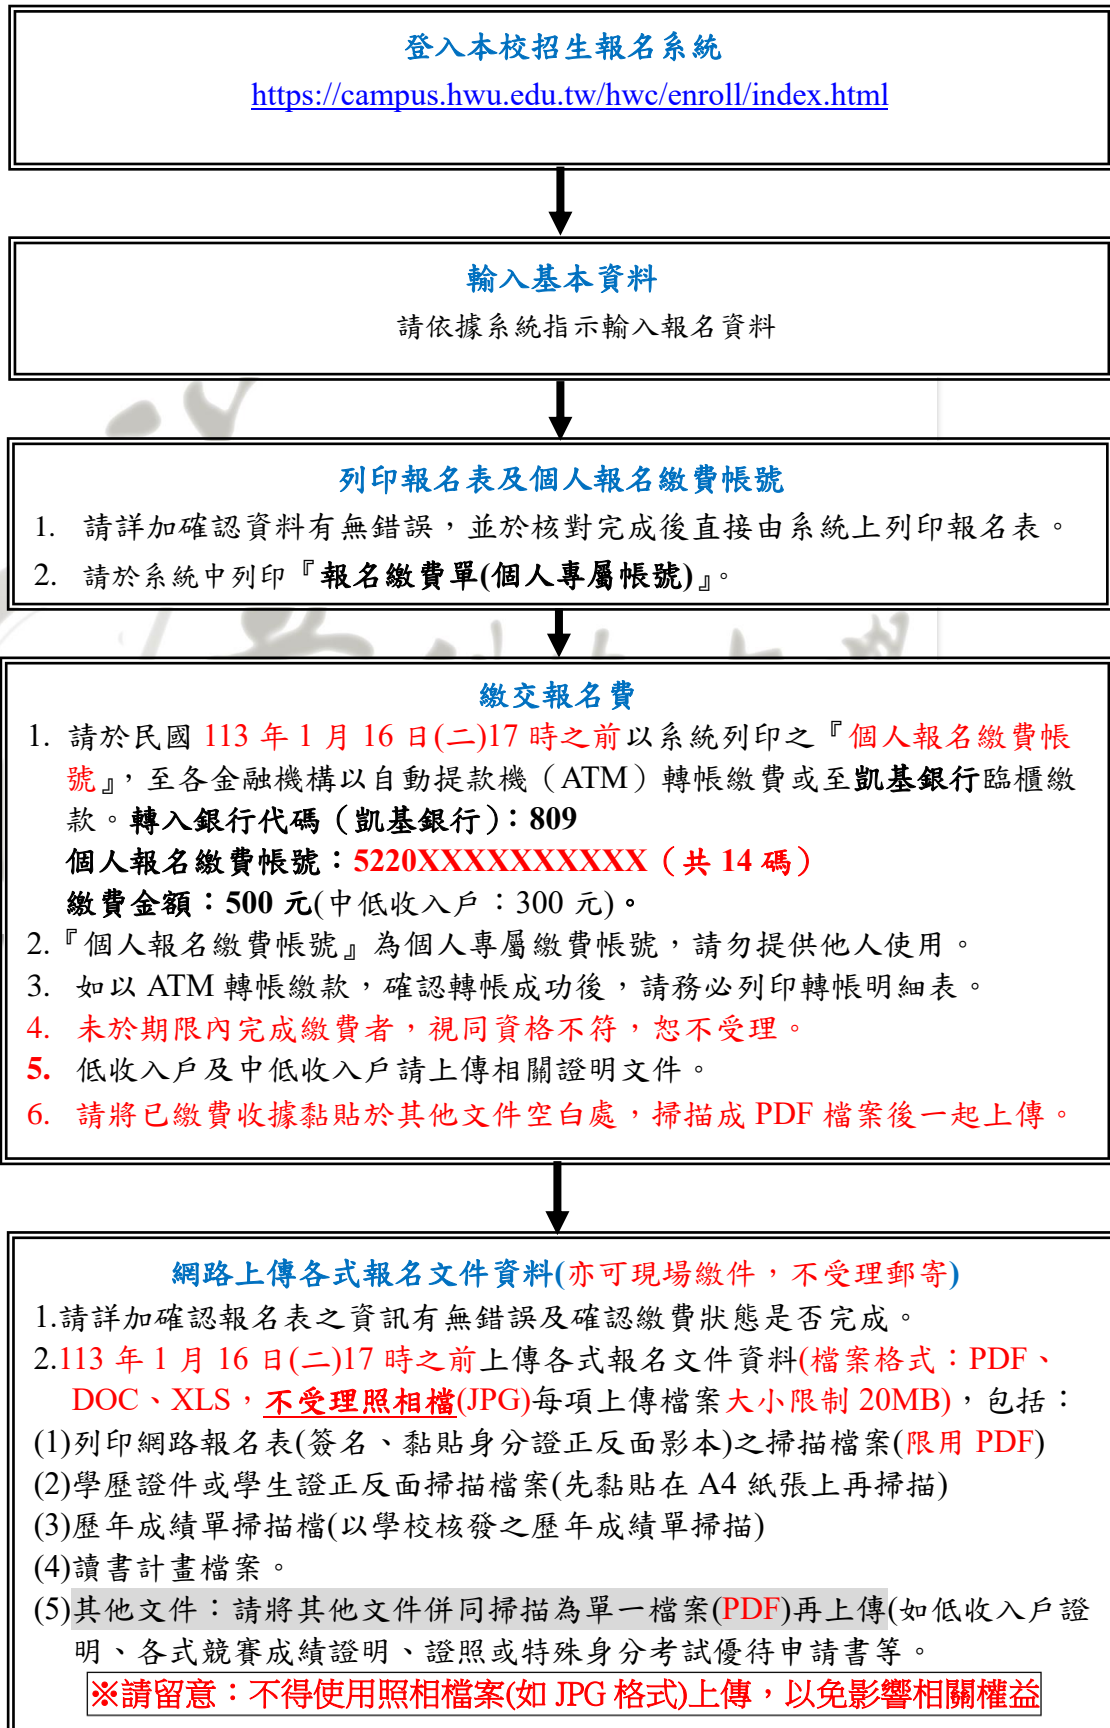 登入本校招生報名系統
https://campus.hwu.edu.tw/hwc/enroll/index.html
輸入基本資料
請依據系統指示輸入報名資料
列印報名表及個人報名繳費帳號
1. 請詳加確認資料有無錯誤，並於核對完成後直接由系統上列印報名表。
2. 請於系統中列印『報名繳費單(個人專屬帳號)』。
繳交報名費
1. 請於民國 113 年 1 月 16 日(二)17 時之前以系統列印之『個人報名繳費帳
號』，至各金融機構以自動提款機（ATM）轉帳繳費或至凱基銀行臨櫃繳
款。轉入銀行代碼（凱基銀行）：809
個人報名繳費帳號：5220XXXXXXXXXX（共 14 碼）
繳費金額：500 元(中低收入戶：300 元)。
2.『個人報名繳費帳號』為個人專屬繳費帳號，請勿提供他人使用。
3. 如以 ATM 轉帳繳款，確認轉帳成功後，請務必列印轉帳明細表。
4. 未於期限內完成繳費者，視同資格不符，恕不受理。
5. 低收入戶及中低收入戶請上傳相關證明文件。
6. 請將已繳費收據黏貼於其他文件空白處，掃描成 PDF 檔案後一起上傳。
網路上傳各式報名文件資料(亦可現場繳件，不受理郵寄)
1.請詳加確認報名表之資訊有無錯誤及確認繳費狀態是否完成。
2.113 年 1 月 16 日(二)17 時之前上傳各式報名文件資料(檔案格式：PDF、
DOC、XLS，不受理照相檔(JPG)每項上傳檔案大小限制 20MB)，包括：
(1)列印網路報名表(簽名、黏貼身分證正反面影本)之掃描檔案(限用 PDF)
(2)學歷證件或學生證正反面掃描檔案(先黏貼在 A4 紙張上再掃描)
(3)歷年成績單掃描檔(以學校核發之歷年成績單掃描)
(4)讀書計畫檔案。
(5)其他文件：請將其他文件併同掃描為單一檔案(PDF)再上傳(如低收入戶證
明、各式競賽成績證明、證照或特殊身分考試優待申請書等。
※請留意：不得使用照相檔案(如 JPG 格式)上傳，以免影響相關權益